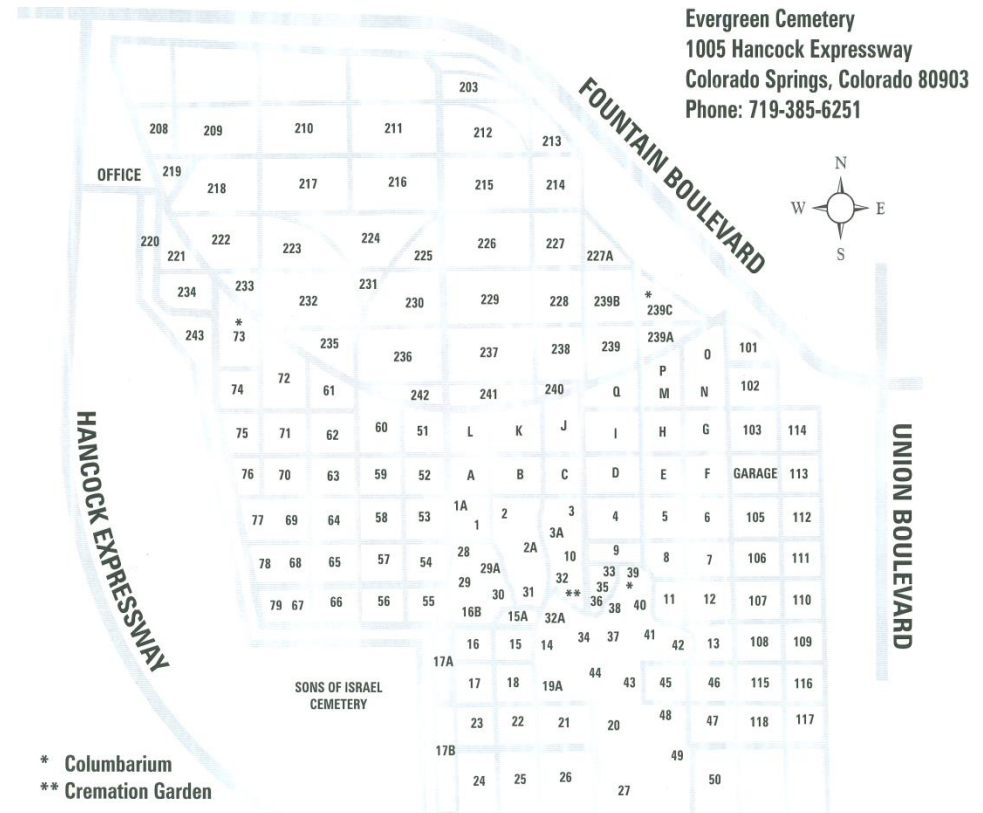 Evergreen Cemetery
1005 Hancock Expressway
Colorado Springs, Colorado 80903
Phone: 719-385-6251
FOUNTAIN BOULEVARD
N
W E
S
203
208 209 210 211 212 213
OFFICE 219 218 217 216 215 214
220 221 222 223 224 225 226 227 227A
234 233 232 231 230 229 228 239B * 239C
243 * 73 235 236 237 238 239 239A O 101
74 72 61 242 241 240 Q P M N 102
75 71 62 60 51 L K J I H G 103 114
76 70 63 59 52 A B C D E F GARAGE 113
77 69 64 58 53 1A 1 2 3 3A 4 5 6 105 112
78 68 65 57 54 28 29A 2A 10 9 8 7 106 111
79 67 66 56 55 29 30 31 32 ** 33 35 39 * 36 38 40 11 12 107 110
16B 15A 32A
16 15 14 34 37 41 42 13 108 109
17A 17 18 19A 44 43 45 46 115 116
23 22 21 20 48 47 118 117
17B 24 25 26 27 49 50
HANCOCK EXPRESSWAY
UNION BOULEVARD
SONS OF ISRAEL
CEMETERY
* Columbarium
** Cremation Garden